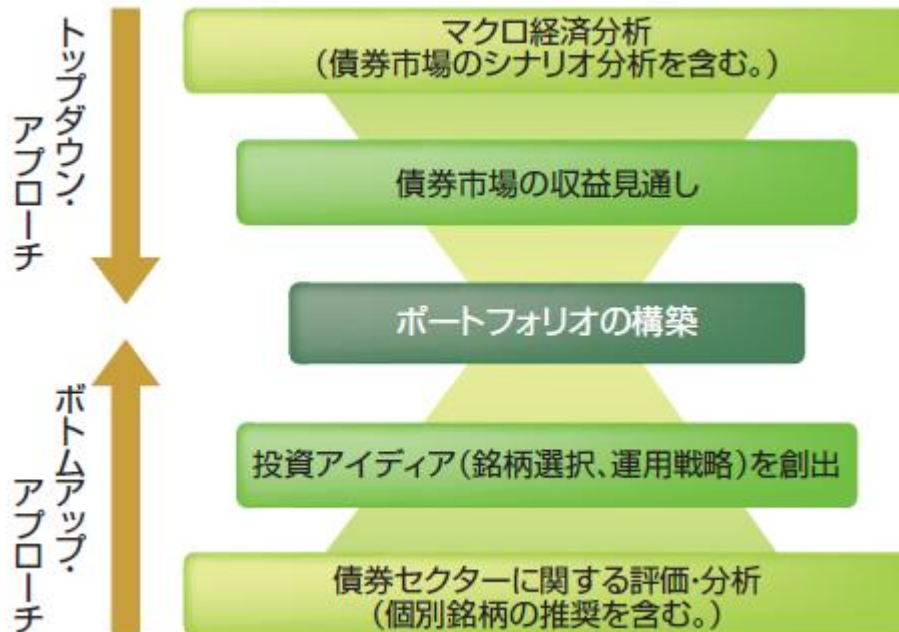 トップダウン・
アプローチ
マクロ経済分析
(債券市場のシナリオ分析を含む。)
債券市場の収益見通し
ポートフォリオの構築
ボトムアップ・
アプローチ
投資アイディア(銘柄選択、運用戦略)を創出
債券セクターに関する評価・分析
(個別銘柄の推奨を含む。)